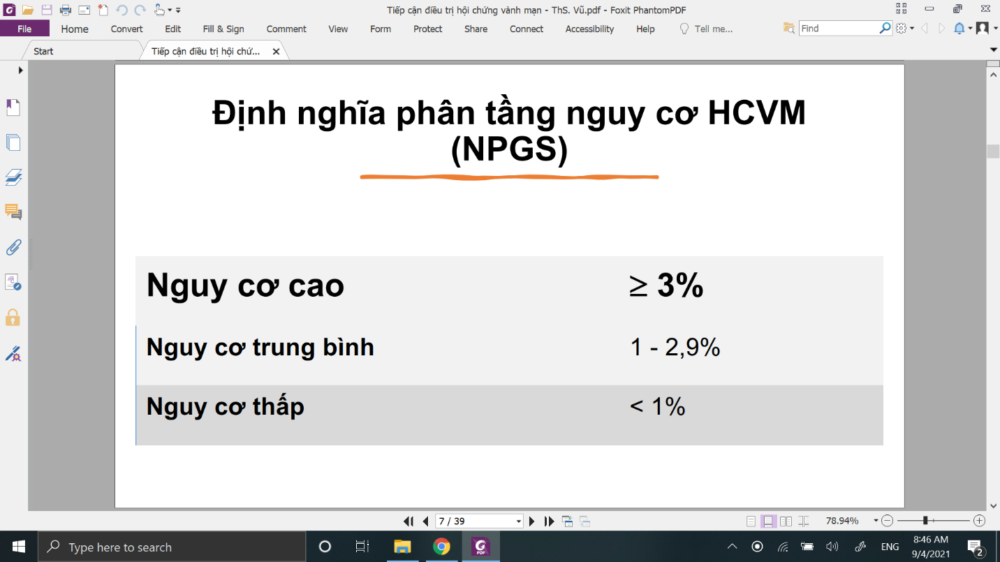 Tiếp cận điều trị hội chứng vành mạn - ThS. Vũ.pdf - Foxit PhantomPDF
File Home Convert Edit Fill & Sign Comment View Form Protect Share Connect Accessibility Help Tell me... Find
Start Tiếp cận điều trị hội chứ...
Định nghĩa phân tầng nguy cơ HCVM
(NPGS)
Nguy cơ cao ≥ 3%
Nguy cơ trung bình 1 - 2,9%
Nguy cơ thấp < 1%
7 / 39 78.94%
Type here to search PDF ENG 8:46 AM
9/4/2021 2